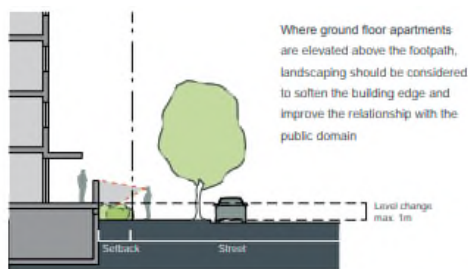 Where ground floor apartments
are elevated above the footpath,
landscaping should be considered
to soften the building edge and
improve the relationship with the
public domain
Level change
max. 1m
Setback
Street